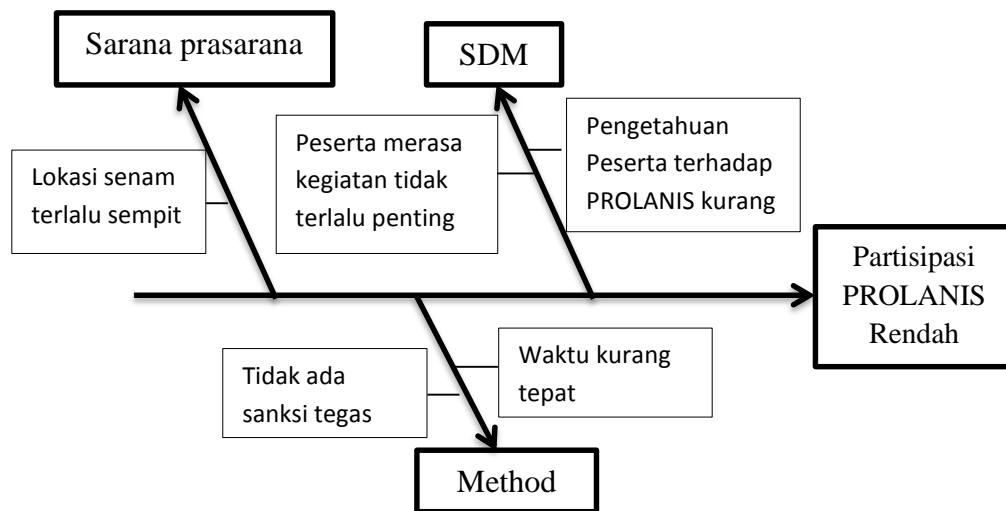 Sarana prasarana
SDM
Lokasi senam
terlalu sempit
Peserta merasa
kegiatan tidak
terlalu penting
Pengetahuan
Peserta terhadap
PROLANIS kurang
Partisipasi
PROLANIS
Rendah
Tidak ada
sanksi tegas
Waktu kurang
tepat
Method